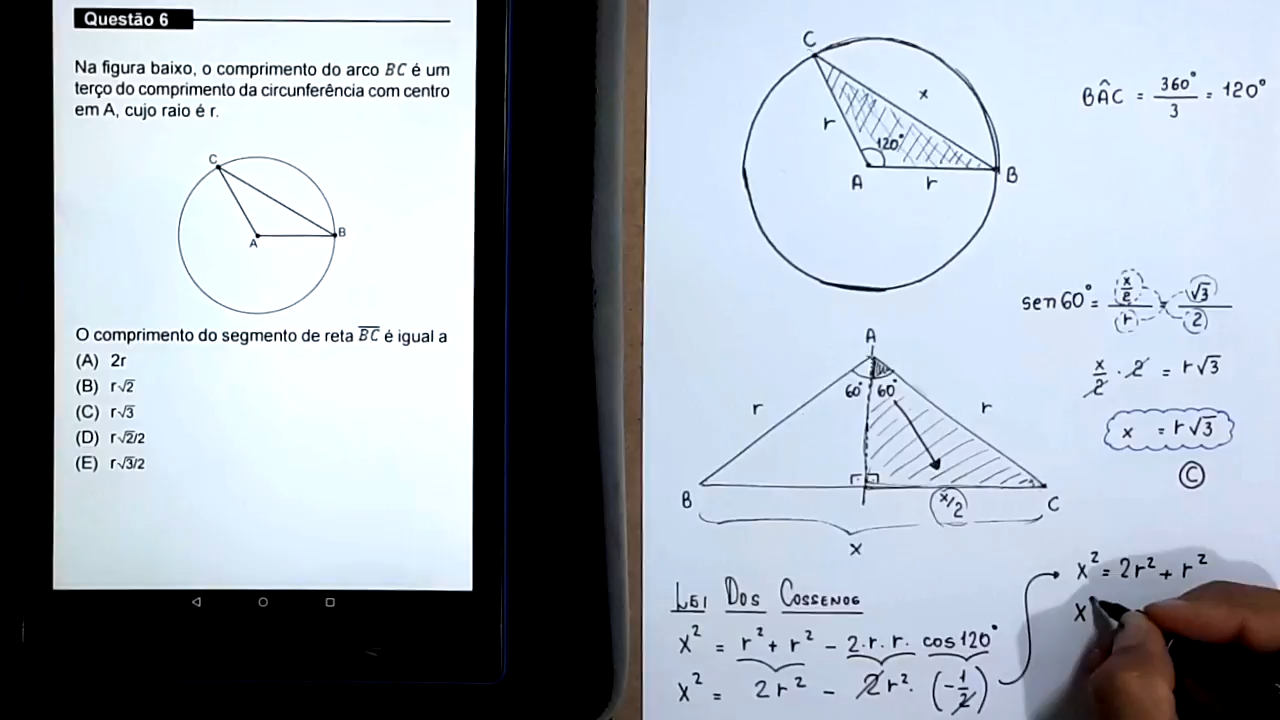 Questão 6
Na figura baixo, o comprimento do arco BC é um
terço do comprimento da circunferência com centro
em A, cujo raio é r.
C
A
B
O comprimento do segmento de reta \overline{BC} é igual a
(A) 2r
(B) r√2
(C) r√3
(D) r√2/2
(E) r√3/2
C
x
r
120°
A
r
B
BÂC = 360°/3 = 120°
A
60° 60°
r
r
B
x/2
C
x
sen 60° = (x/2)/r = √3/2
x/2 · 2 = r√3
x = r√3
C
LEI DOS COSSENOS
x² = r² + r² - 2.r.r. cos 120°
x² = 2r² - 2r². (-1/2)
x² = 2r² + r²
x